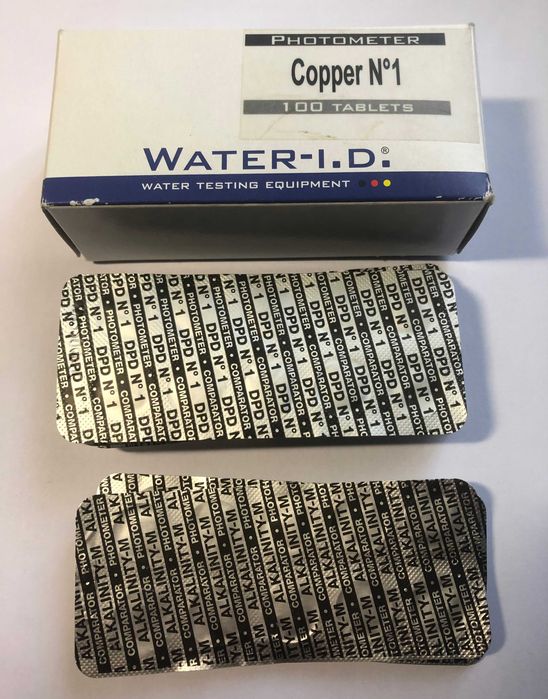 PHOTOMETER
Copper N°1
100 TABLETS
WATER-I.D.®
WATER TESTING EQUIPMENT
DPD N° 1
PHOTOMETER • COMPARATOR
ALKALINITY-M
COMPARATOR • PHOTOMETER